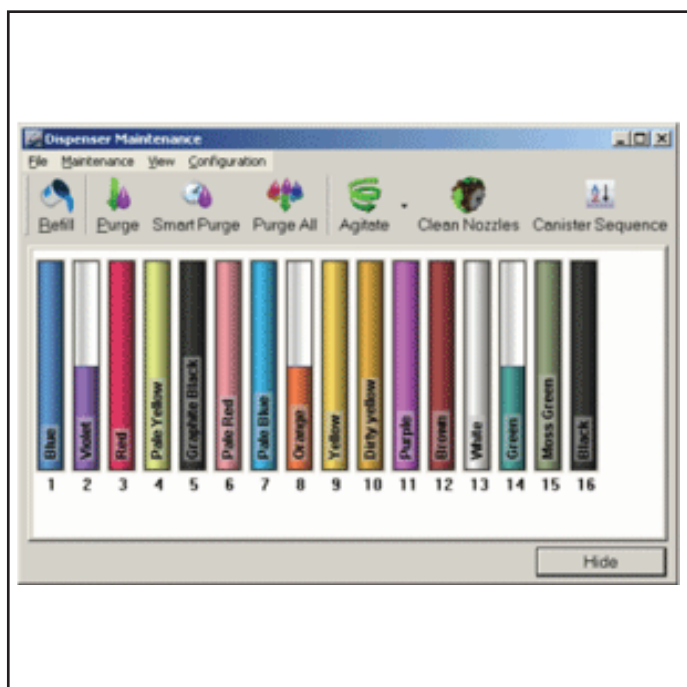 Dispenser Maintenance
File Maintenance View Configuration
Refill Purge Smart Purge Purge All Agitate Clean Nozzles Canister Sequence
Blue Violet Red Pale Yellow Graphite Black Pale Red Pale Blue Orange Yellow Dirty yellow Purple Brown White Green Moss Green Black
1 2 3 4 5 6 7 8 9 10 11 12 13 14 15 16
Hide